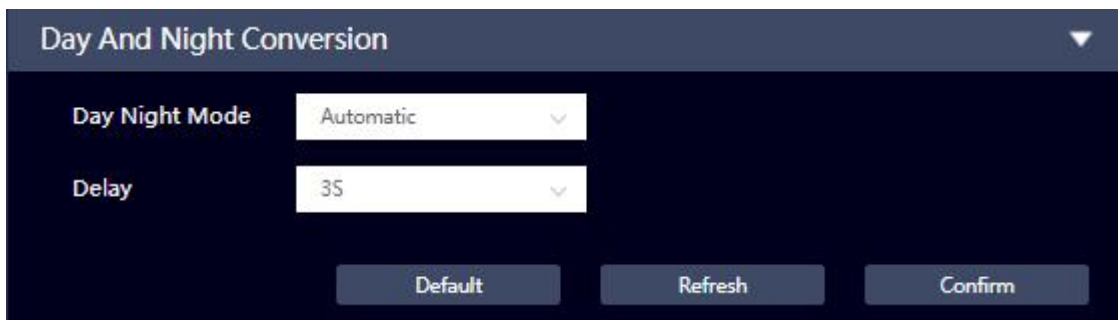 Day And Night Conversion
Day Night Mode Automatic
Delay 3S
Default Refresh Confirm